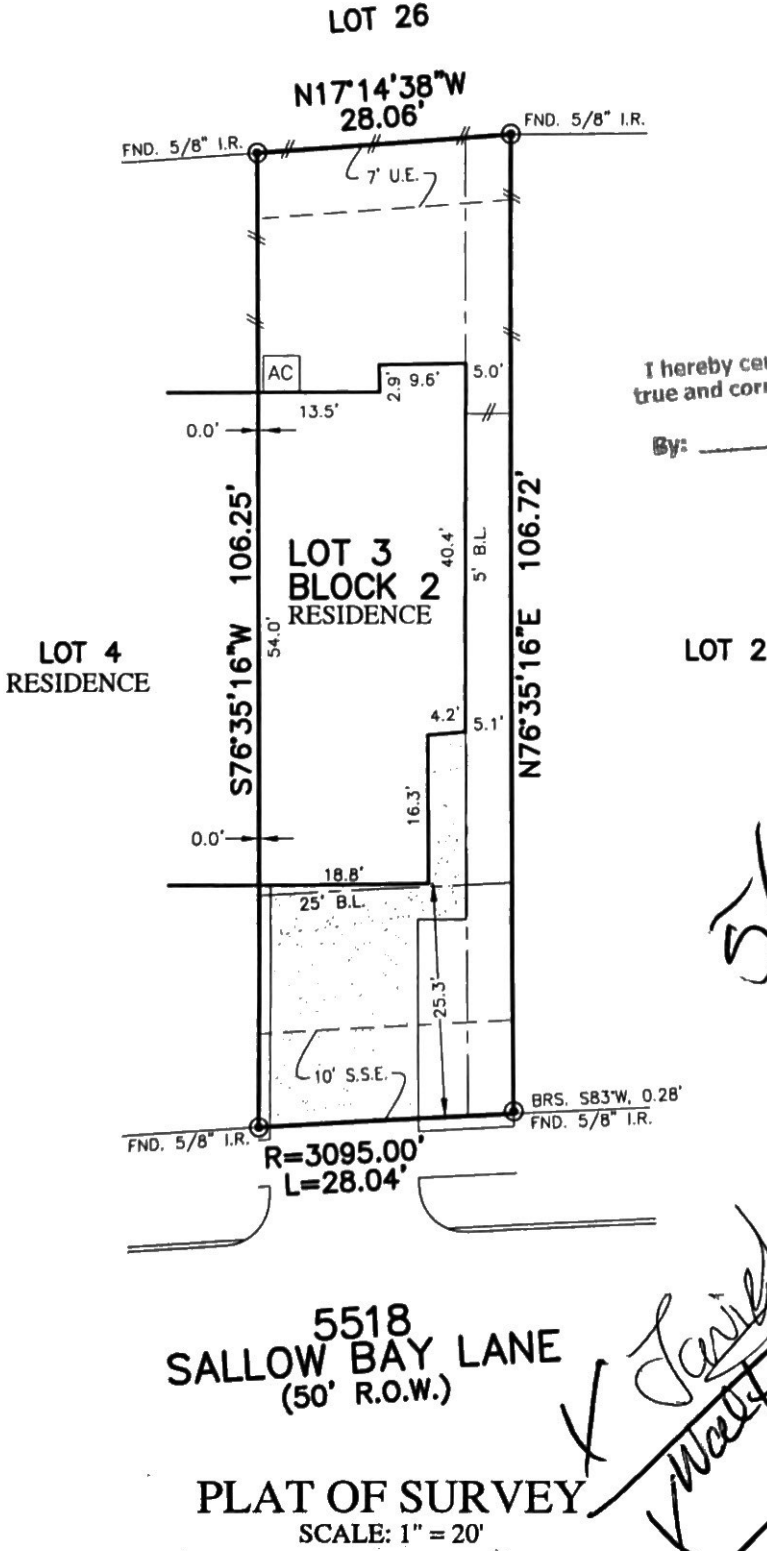 LOT 26
N17°14'38"W
28.06'
FND. 5/8" I.R.
FND. 5/8" I.R.
7' U.E.
AC
13.5'
2.9'
9.6'
5.0'
0.0'
I hereby
true and
By:
S76°35'16"W 106.25'
54.0'
LOT 3
BLOCK 2
RESIDENCE
40.4'
5' B.L.
N76°35'16"E 106.72'
LOT 4
RESIDENCE
LOT 2
4.2'
5.1'
16.3'
0.0'
18.8'
25' B.L.
25.3'
10' S.S.E.
FND. 5/8" I.R.
BRS. S83°W, 0.28'
FND. 5/8" I.R.
R=3095.00'
L=28.04'
5518
SALLOW BAY LANE
(50' R.O.W.)
PLAT OF SURVEY
SCALE: 1" = 20'